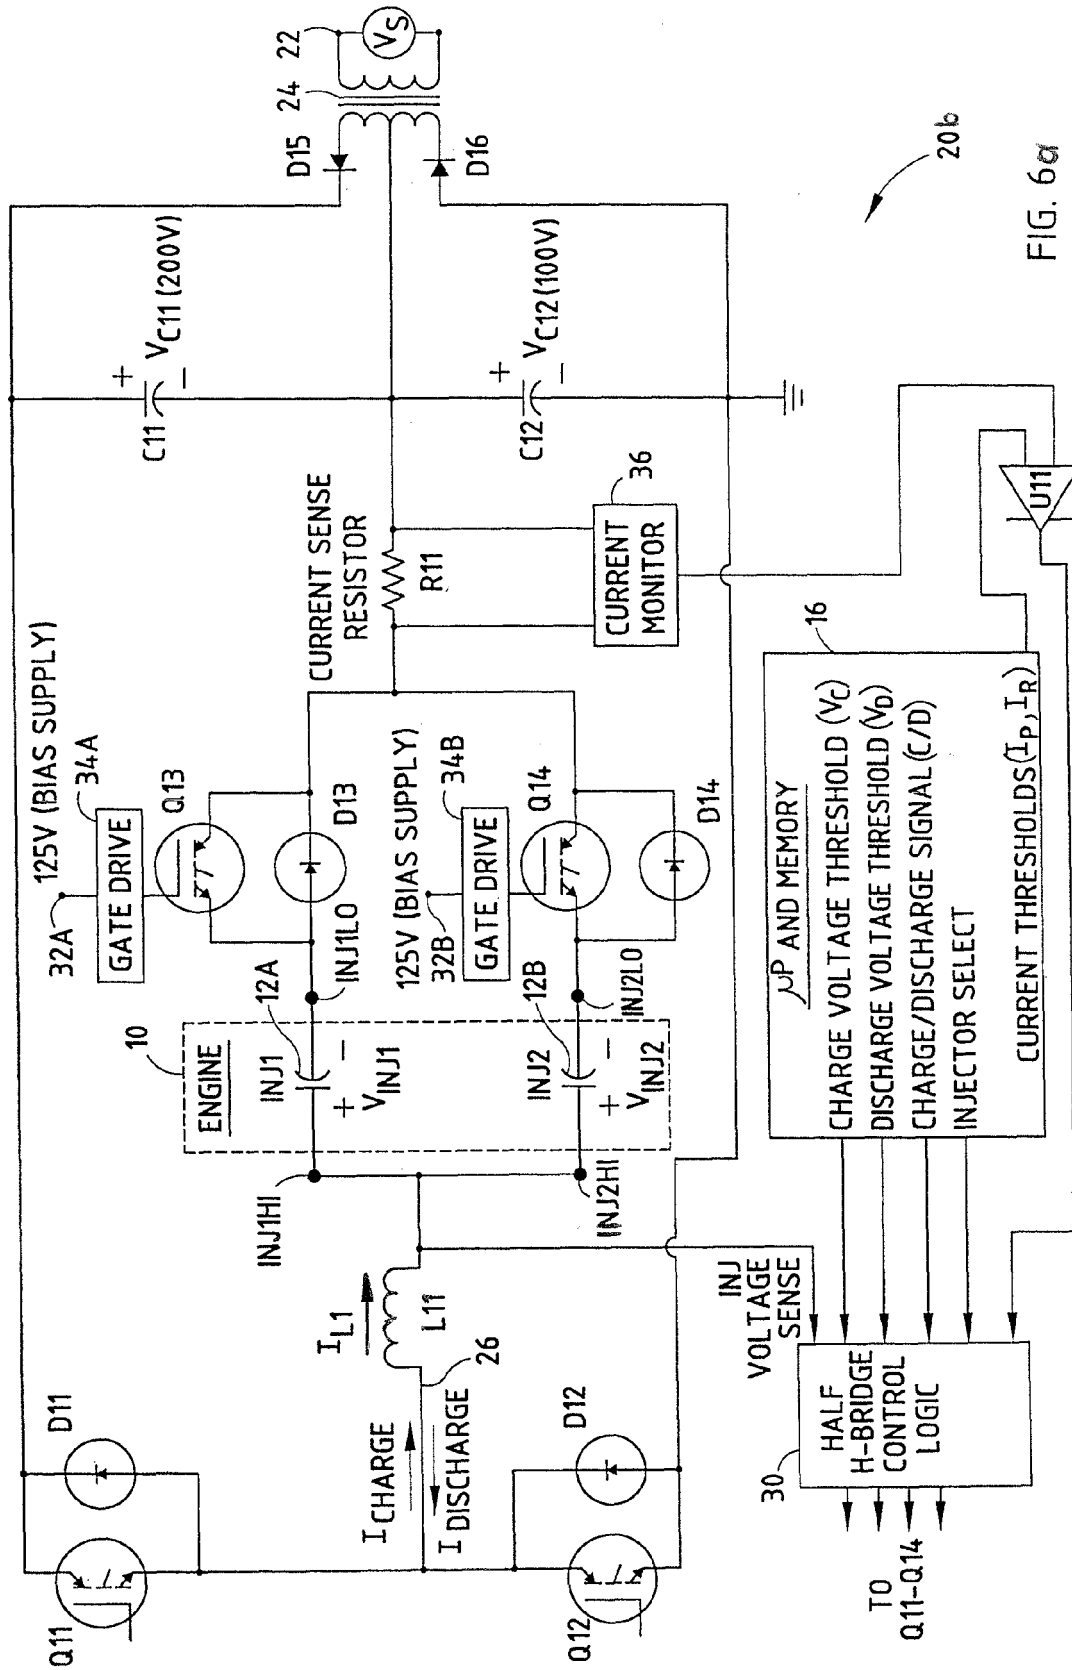 Q11
D11
I CHARGE
I DISCHARGE
Q12
D12
26
I L1
L11
INJ1HI
INJ2HI
10
ENGINE
INJ1
12A
+ VINJ1 −
INJ2
12B
+ VINJ2 −
INJ1LO
INJ2LO
32A
125V (BIAS SUPPLY)
GATE DRIVE
34A
Q13
D13
32B
125V (BIAS SUPPLY)
GATE DRIVE
34B
Q14
D14
CURRENT SENSE
RESISTOR
R11
CURRENT
MONITOR
36
C11
+
−
VC11 (200V)
C12
+
−
VC12 (100V)
D15
D16
24
22
VS
INJ
VOLTAGE
SENSE
30
HALF
H-BRIDGE
CONTROL
LOGIC
TO
Q11-Q14
16
μP AND MEMORY
CHARGE VOLTAGE THRESHOLD (VC)
DISCHARGE VOLTAGE THRESHOLD (VD)
CHARGE/DISCHARGE SIGNAL (C/D)
INJECTOR SELECT
CURRENT THRESHOLDS (IP, IR)
U11
20b
FIG. 6a